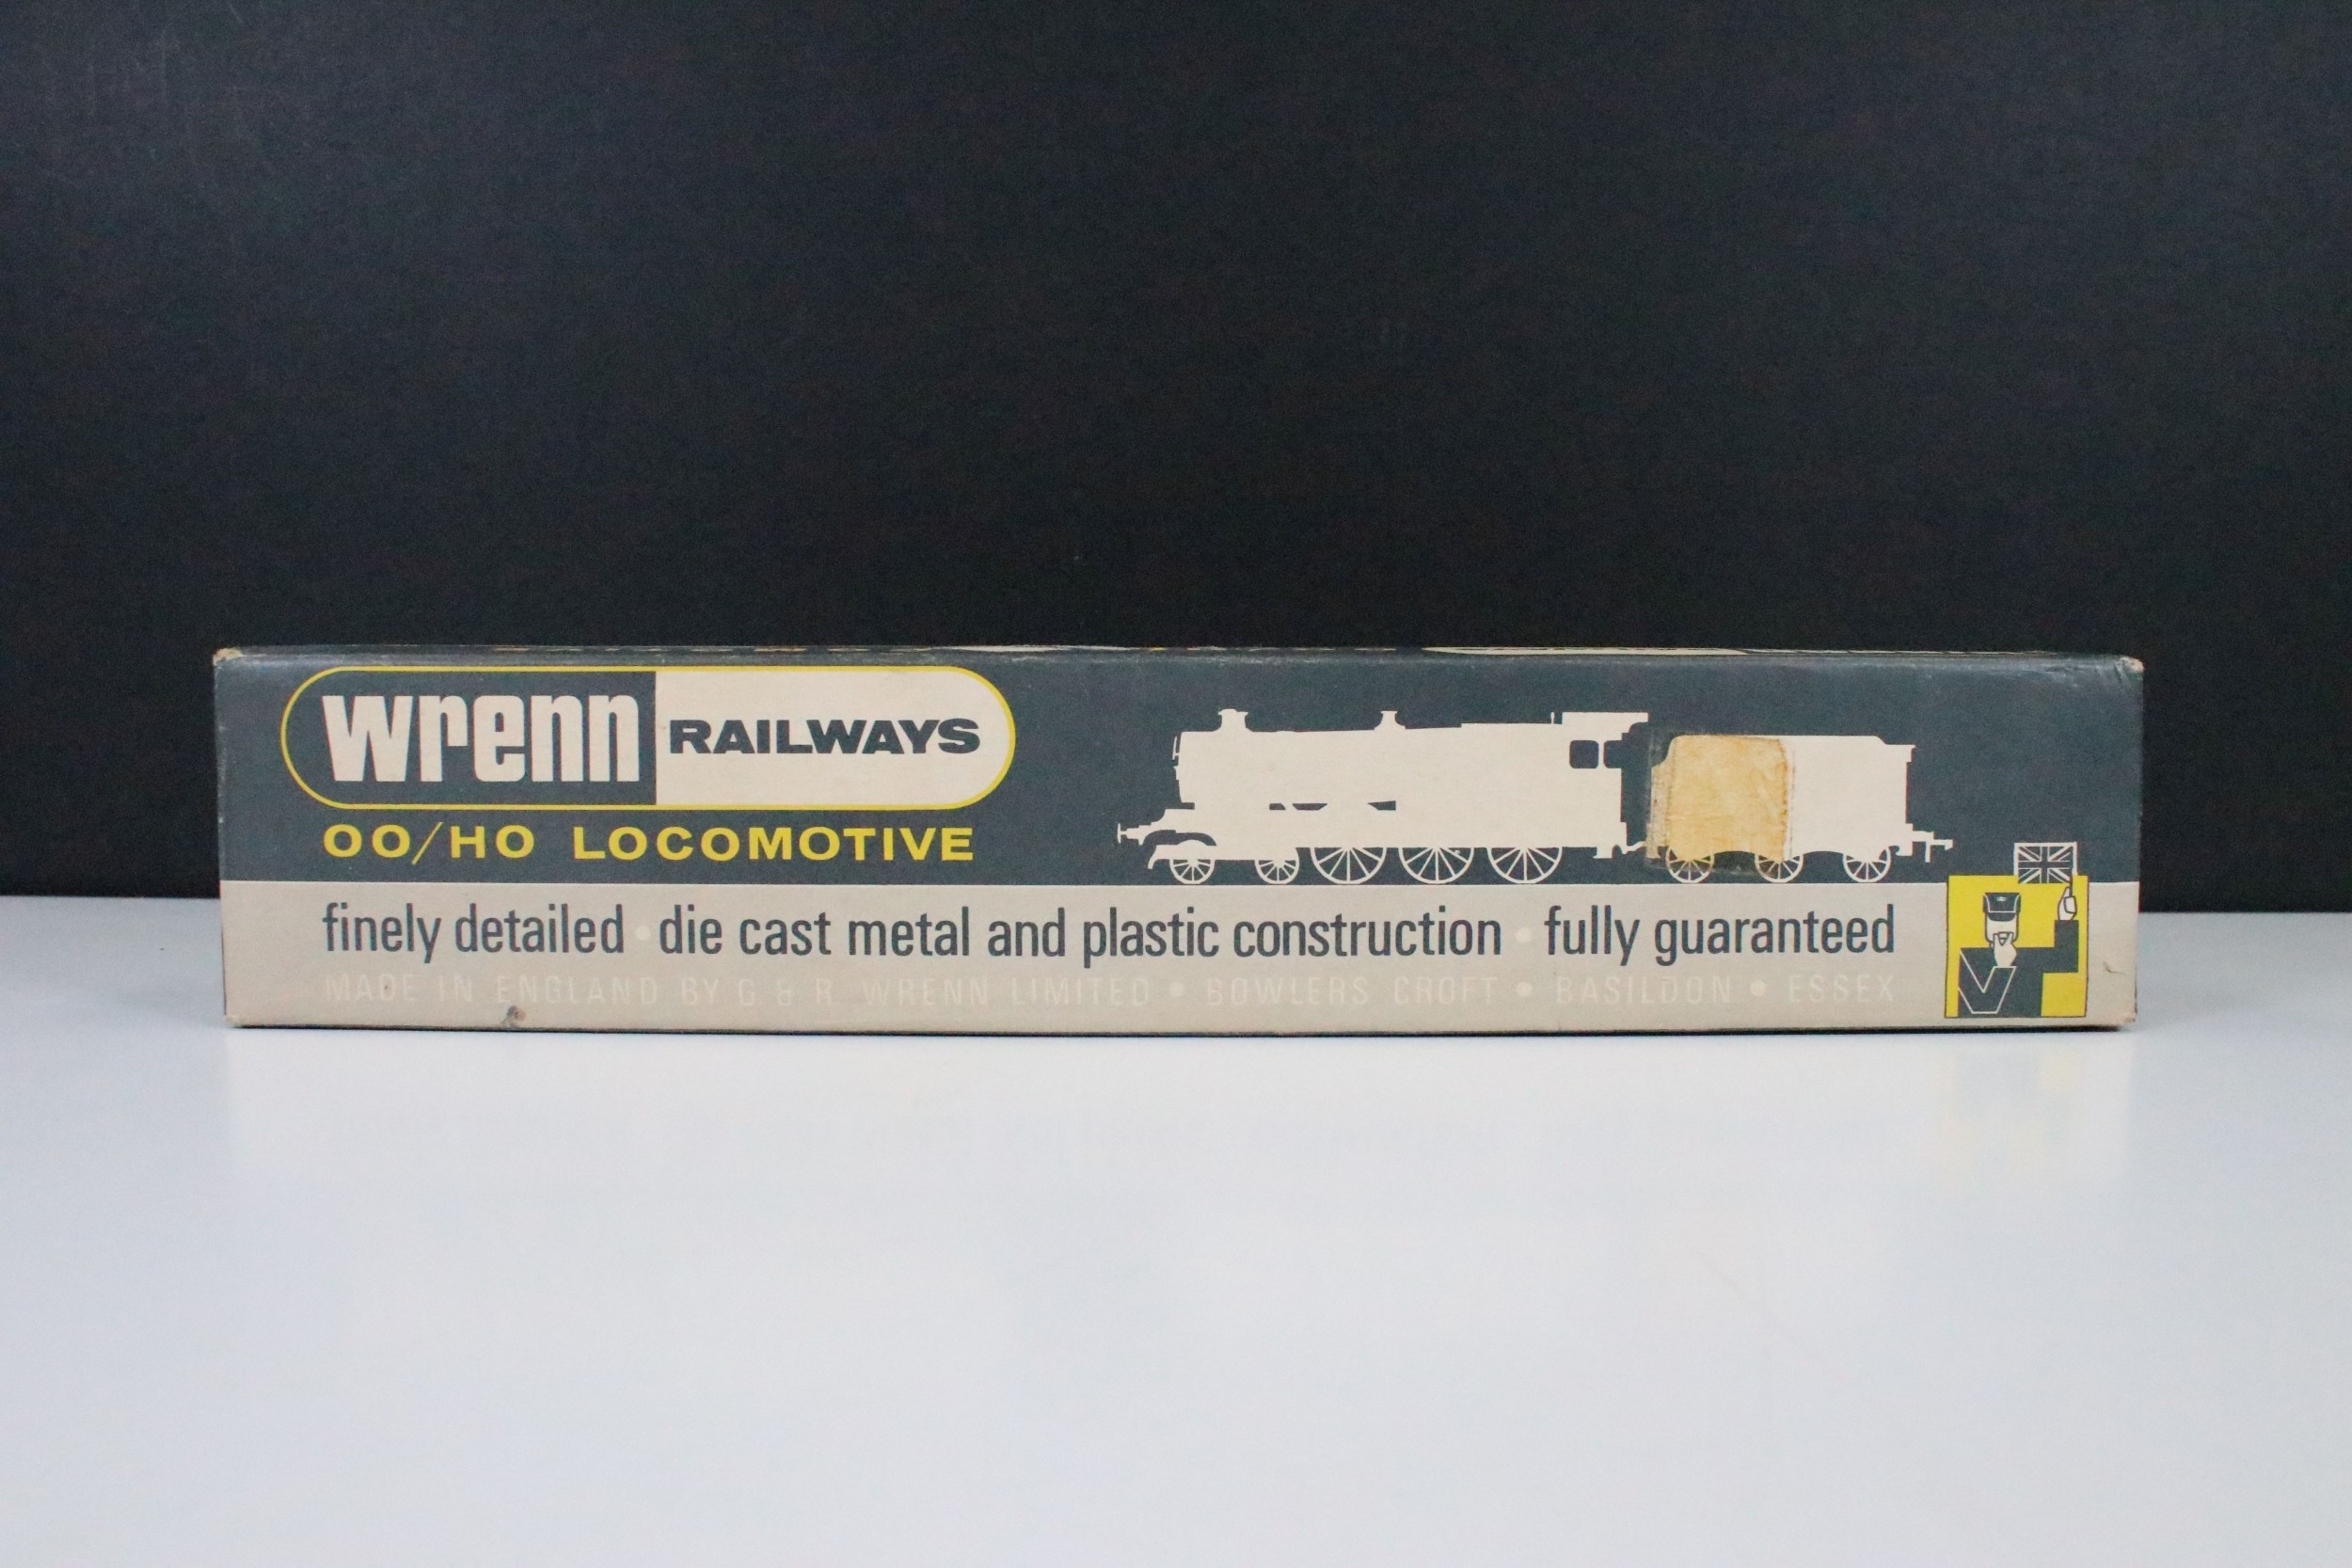 wrenn RAILWAYS
OO/HO LOCOMOTIVE
finely detailed • die cast metal and plastic construction • fully guaranteed
MADE IN ENGLAND BY G & R WRENN LIMITED • BOWLERS CROFT • BASILDON • ESSEX